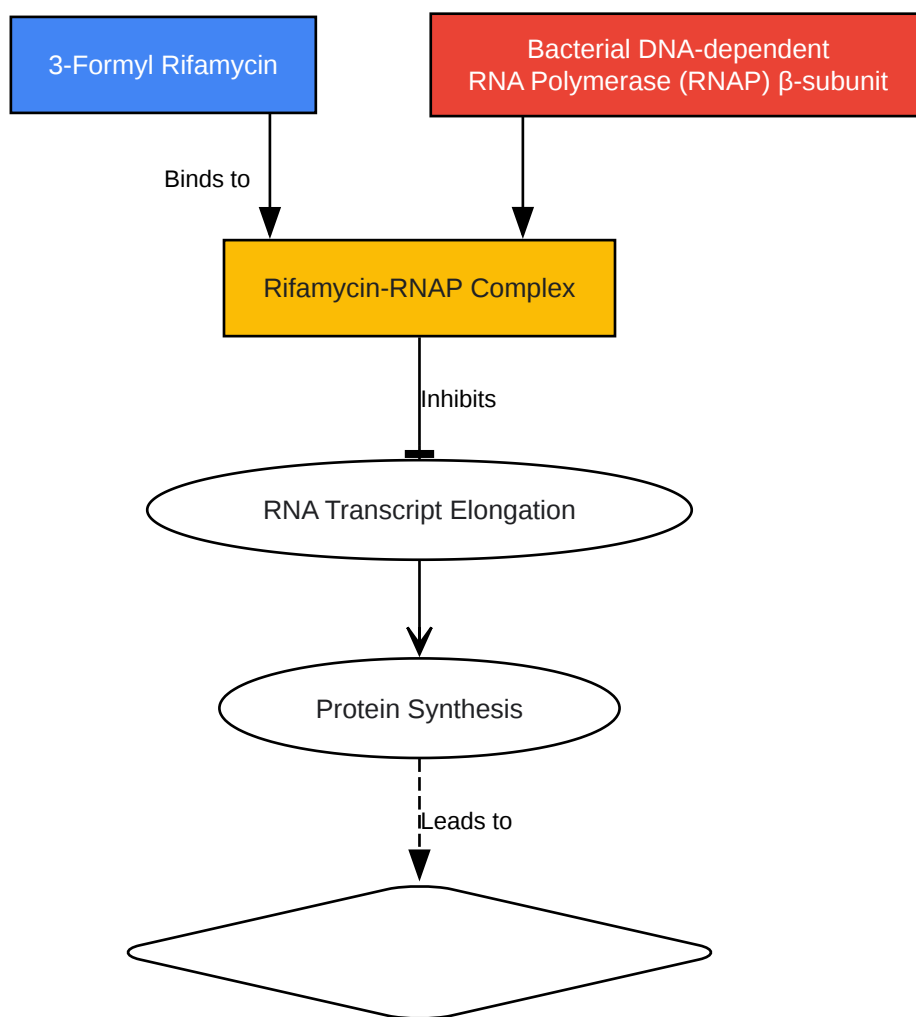 3-Formyl Rifamycin
Bacterial DNA-dependent
RNA Polymerase (RNAP) β-subunit
Binds to
Rifamycin-RNAP Complex
Inhibits
RNA Transcript Elongation
Protein Synthesis
Leads to